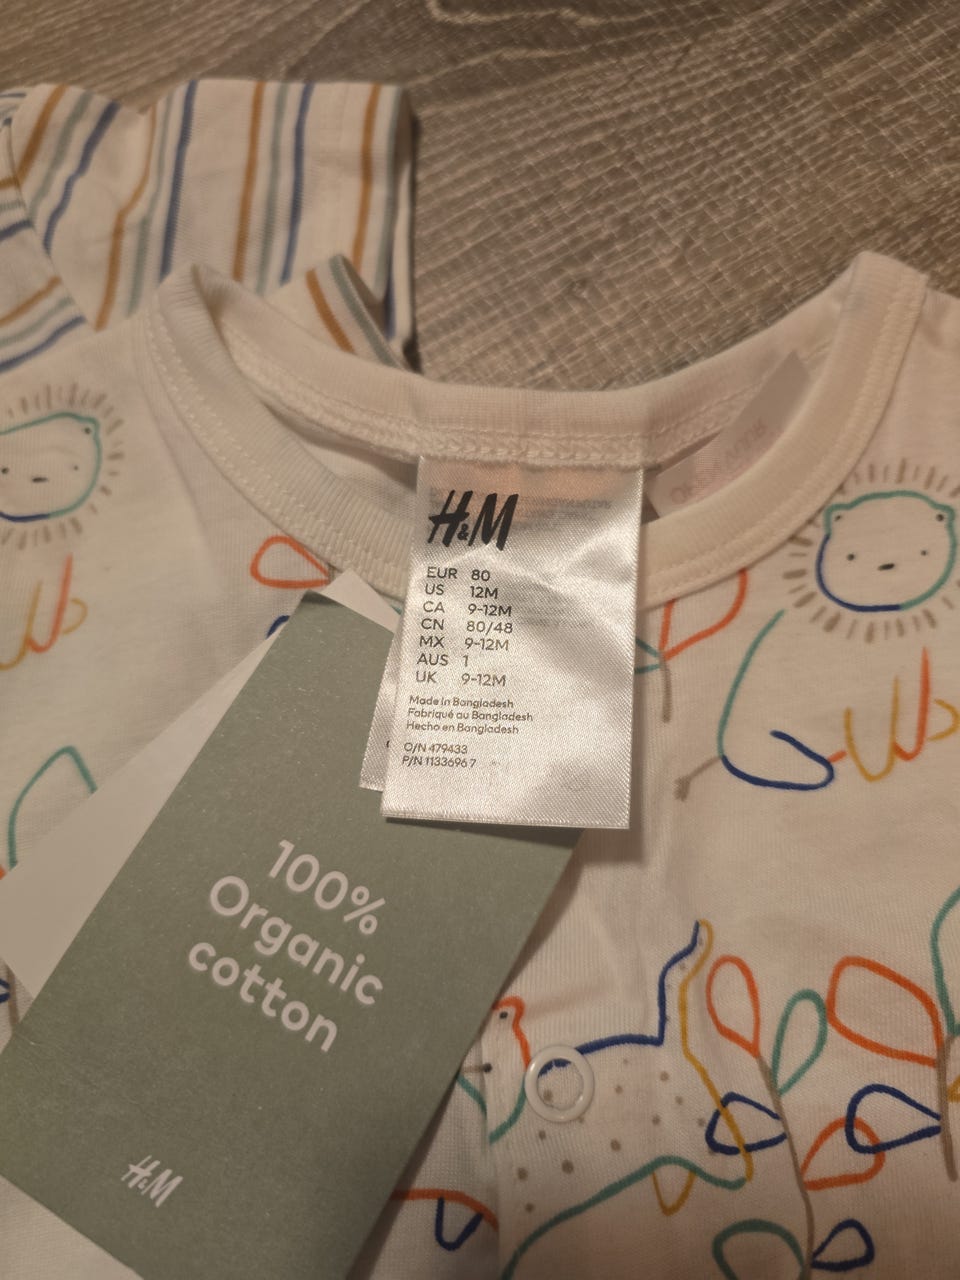 H&M
EUR 80
US 12M
CA 9-12M
CN 80/48
MX 9-12M
AUS 1
UK 9-12M
Made in Bangladesh
Fabriqué au Bangladesh
Hecho en Bangladesh
O/N 479433
P/N 1133696 7
100%
Organic
cotton
H&M